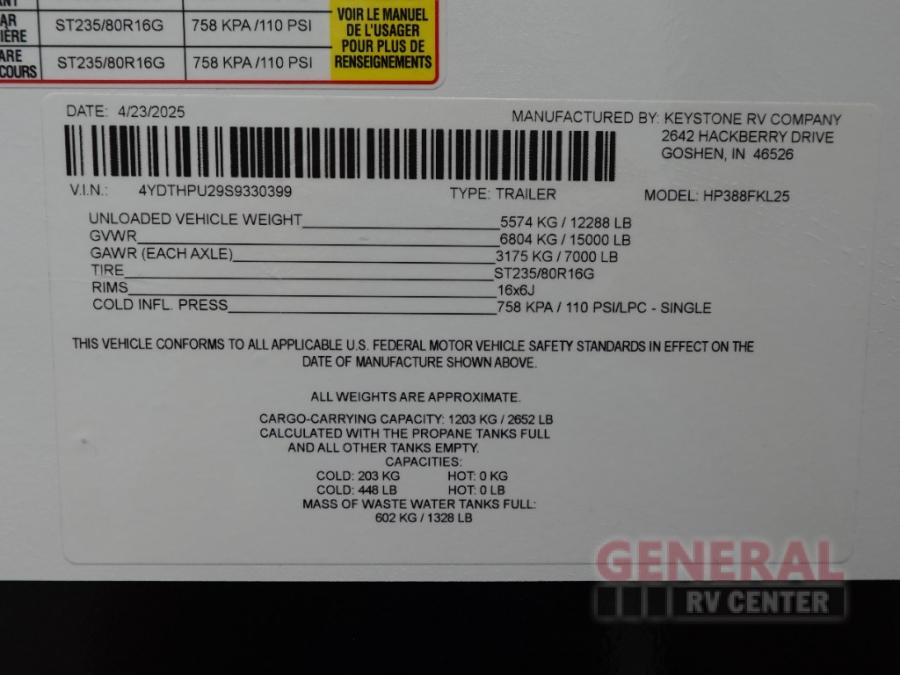 AR
ST235/80R16G
758 KPA /110 PSI
IÈRE
ARE
COURS
ST235/80R16G
758 KPA /110 PSI
VOIR LE MANUEL
DE L'USAGER
POUR PLUS DE
RENSEIGNEMENTS
DATE: 4/23/2025
MANUFACTURED BY: KEYSTONE RV COMPANY
2642 HACKBERRY DRIVE
GOSHEN, IN 46526
V.I.N.: 4YDTHPU29S9330399 TYPE: TRAILER MODEL: HP388FKL25
UNLOADED VEHICLE WEIGHT 5574 KG / 12288 LB
GVWR 6804 KG / 15000 LB
GAWR (EACH AXLE) 3175 KG / 7000 LB
TIRE ST235/80R16G
RIMS 16x6J
COLD INFL. PRESS 758 KPA / 110 PSI/LPC - SINGLE
THIS VEHICLE CONFORMS TO ALL APPLICABLE U.S. FEDERAL MOTOR VEHICLE SAFETY STANDARDS IN EFFECT ON THE
DATE OF MANUFACTURE SHOWN ABOVE.
ALL WEIGHTS ARE APPROXIMATE.
CARGO-CARRYING CAPACITY: 1203 KG / 2652 LB
CALCULATED WITH THE PROPANE TANKS FULL
AND ALL OTHER TANKS EMPTY.
CAPACITIES:
COLD: 203 KG HOT: 0 KG
COLD: 448 LB HOT: 0 LB
MASS OF WASTE WATER TANKS FULL:
602 KG / 1328 LB
GENERAL
RV CENTER